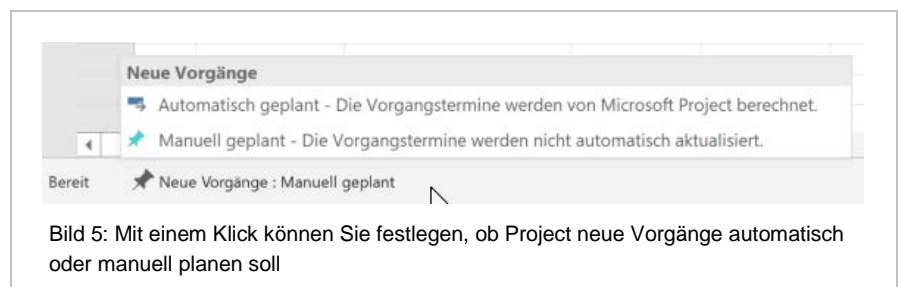 Neue Vorgänge
Automatisch geplant - Die Vorgangstermine werden von Microsoft Project berechnet.
Manuell geplant - Die Vorgangstermine werden nicht automatisch aktualisiert.
Bereit Neue Vorgänge : Manuell geplant
Bild 5: Mit einem Klick können Sie festlegen, ob Project neue Vorgänge automatisch
oder manuell planen soll